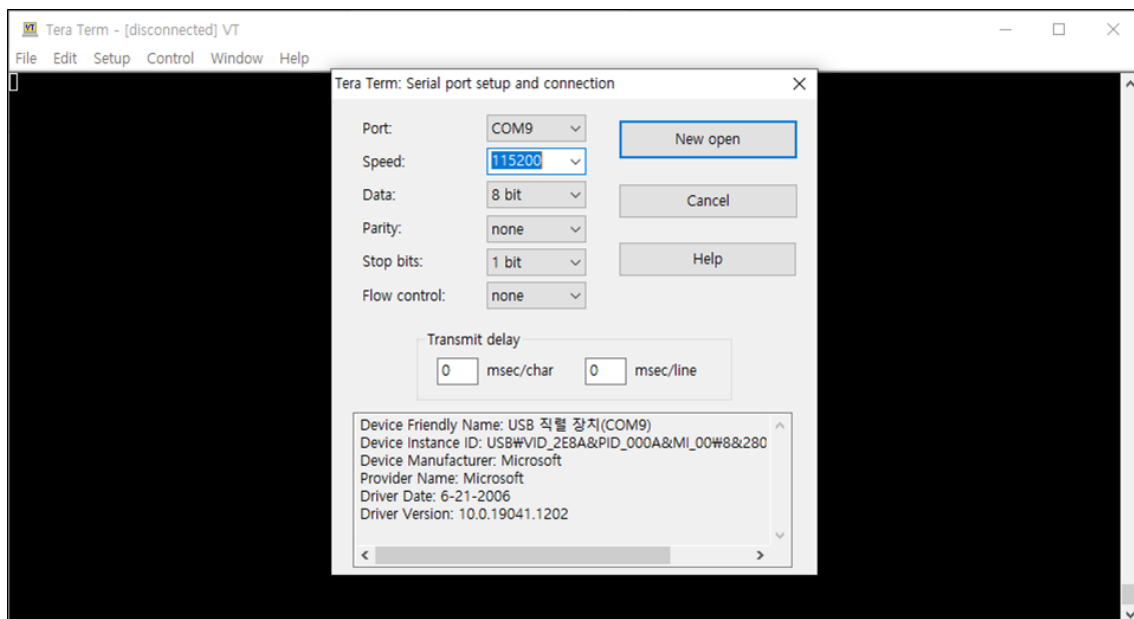 Tera Term - [disconnected] VT
File Edit Setup Control Window Help
Tera Term: Serial port setup and connection
Port: COM9 New open
Speed: 115200
Data: 8 bit Cancel
Parity: none
Stop bits: 1 bit Help
Flow control: none
Transmit delay
0 msec/char 0 msec/line
Device Friendly Name: USB 직렬 장치(COM9)
Device Instance ID: USB₩VID_2E8A&PID_000A&MI_00₩8&280
Device Manufacturer: Microsoft
Provider Name: Microsoft
Driver Date: 6-21-2006
Driver Version: 10.0.19041.1202